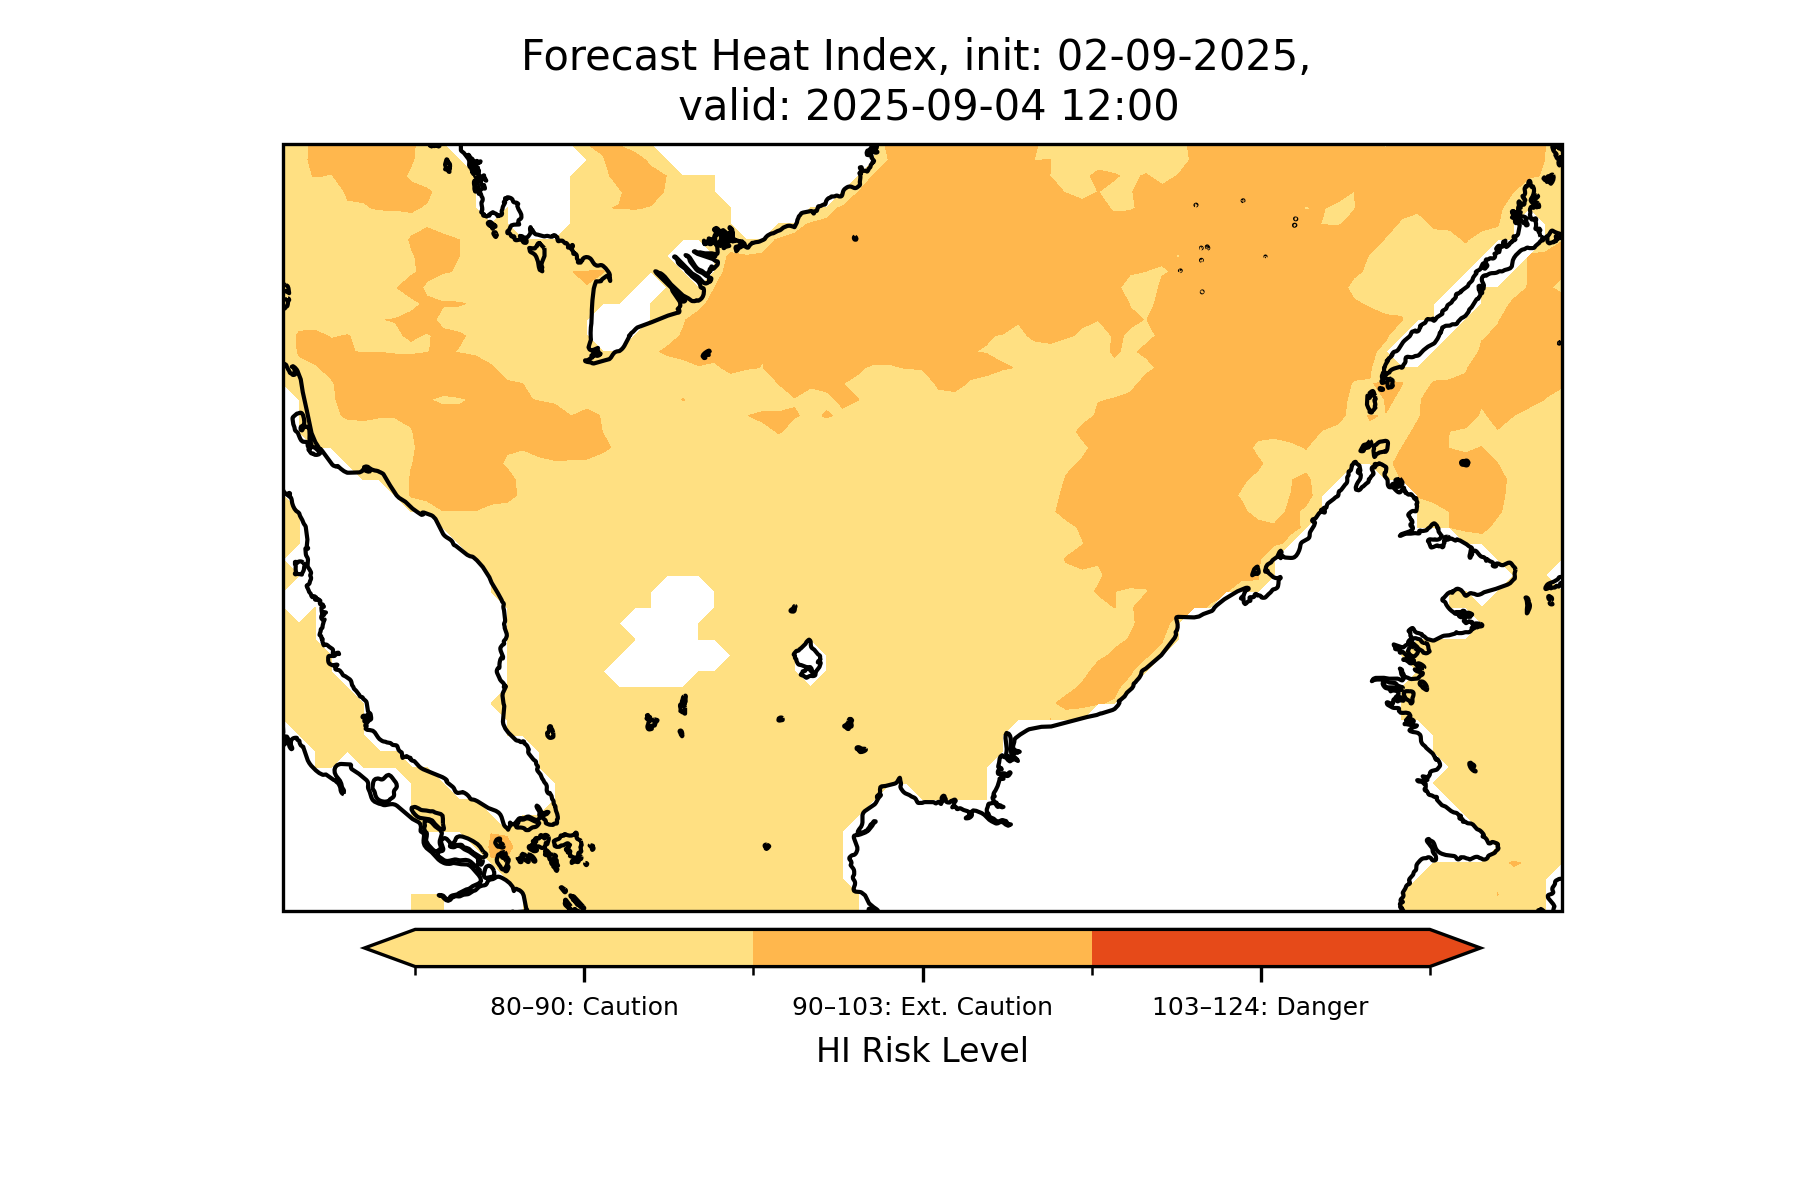 Forecast Heat Index, init: 02-09-2025,
valid: 2025-09-04 12:00
80–90: Caution
90–103: Ext. Caution
103–124: Danger
HI Risk Level